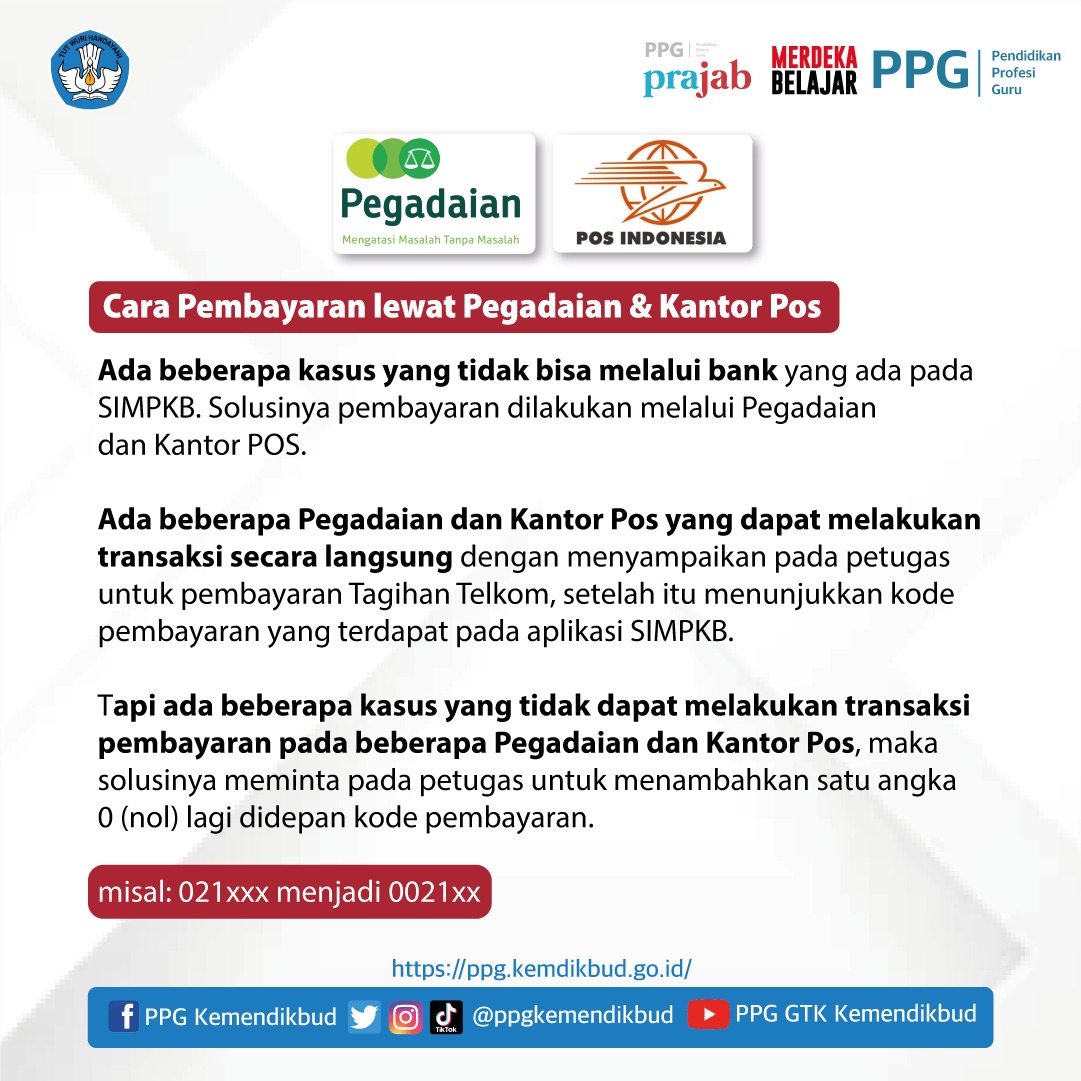 TUT WURI HANDAYANI
PPG
Pendidikan
Profesi
Guru
prajab
MERDEKA
BELAJAR
PPG
Pendidikan
Profesi
Guru
Pegadaian
Mengatasi Masalah Tanpa Masalah
POS INDONESIA
Cara Pembayaran lewat Pegadaian & Kantor Pos
Ada beberapa kasus yang tidak bisa melalui bank yang ada pada
SIMPKB. Solusinya pembayaran dilakukan melalui Pegadaian
dan Kantor POS.
Ada beberapa Pegadaian dan Kantor Pos yang dapat melakukan
transaksi secara langsung dengan menyampaikan pada petugas
untuk pembayaran Tagihan Telkom, setelah itu menunjukkan kode
pembayaran yang terdapat pada aplikasi SIMPKB.
Tapi ada beberapa kasus yang tidak dapat melakukan transaksi
pembayaran pada beberapa Pegadaian dan Kantor Pos, maka
solusinya meminta pada petugas untuk menambahkan satu angka
0 (nol) lagi didepan kode pembayaran.
misal: 021xxx menjadi 0021xx
https://ppg.kemdikbud.go.id/
PPG Kemendikbud
TikTok
@ppgkemendikbud
PPG GTK Kemendikbud